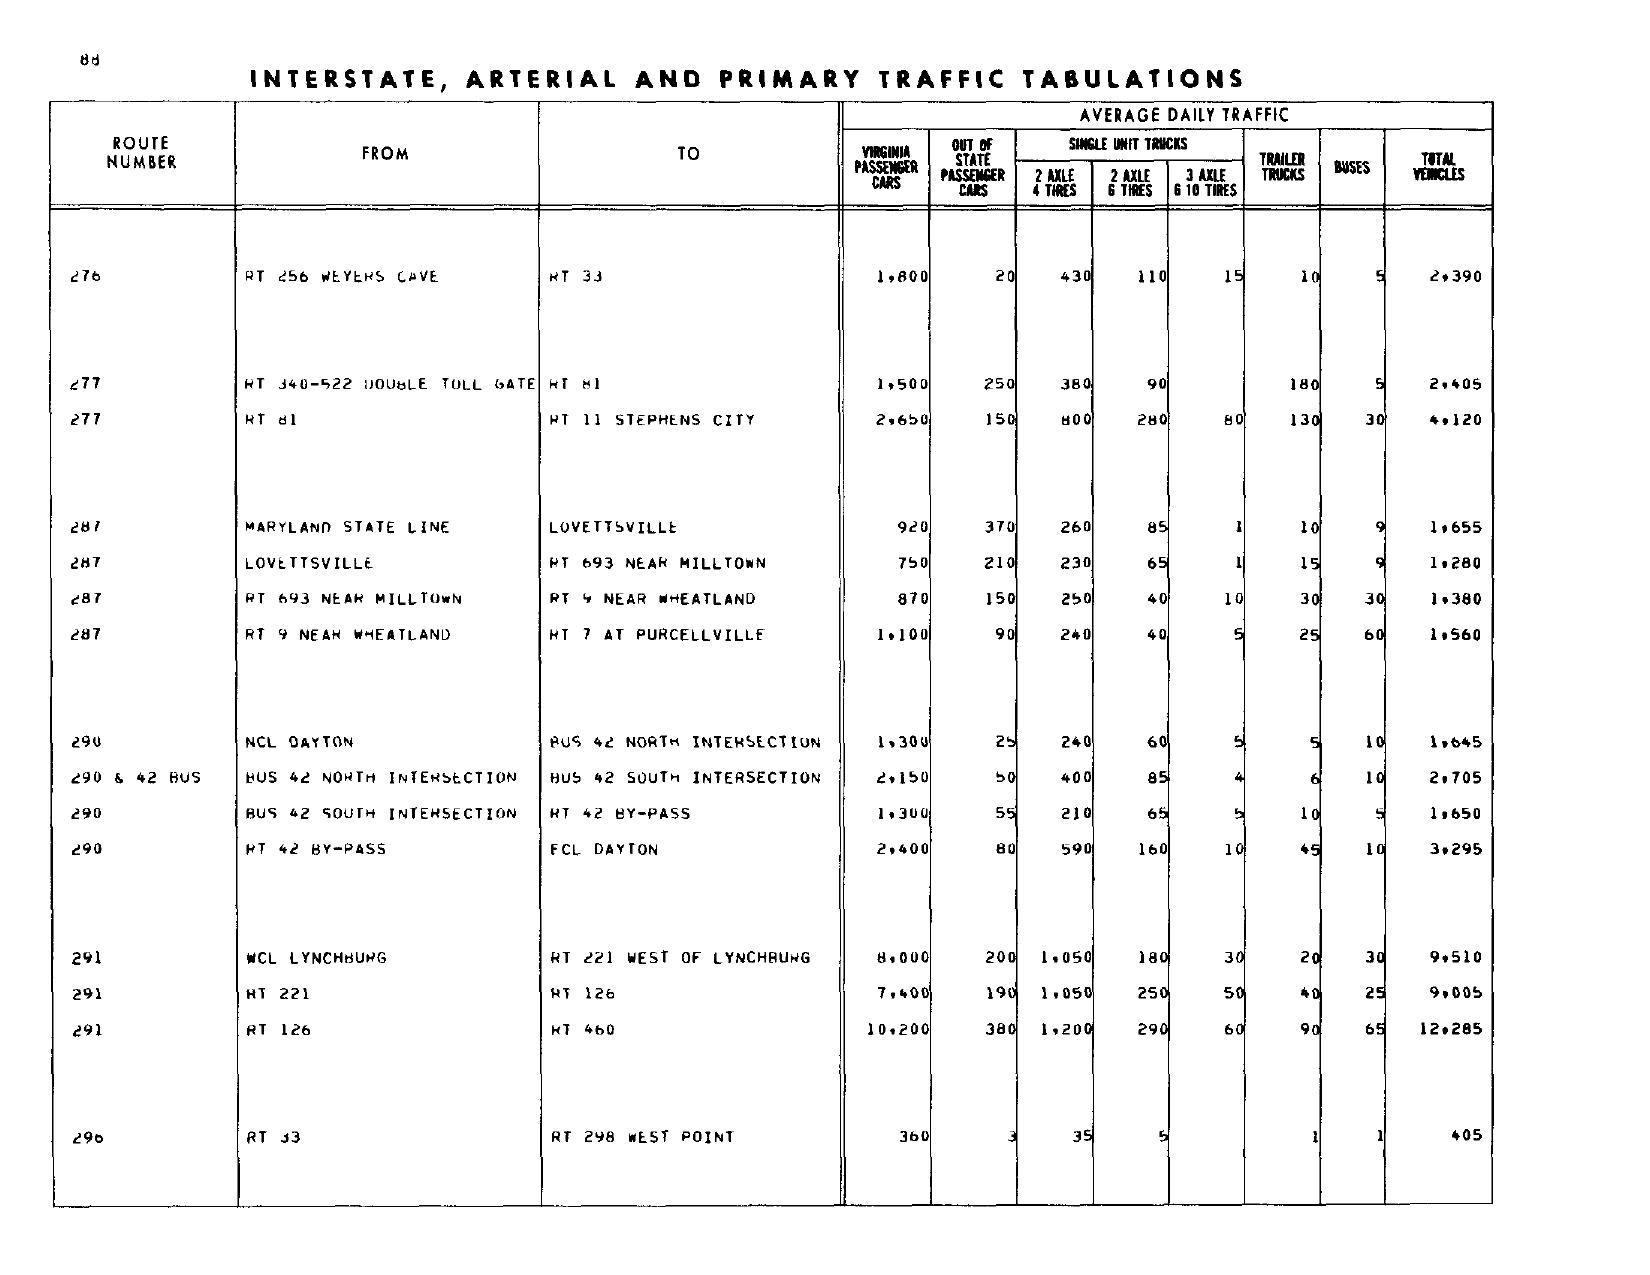 88
INTERSTATE, ARTERIAL AND PRIMARY TRAFFIC TABULATIONS
ROUTE NUMBER FROM TO AVERAGE DAILY TRAFFIC
VIRGINIA PASSENGER CARS OUT OF STATE PASSENGER CARS SINGLE UNIT TRUCKS 2 AXLE 4 TIRES 2 AXLE 6 TIRES 3 AXLE 6 10 TIRES TRAILER TRUCKS BUSES TOTAL VEHICLES
276 RT 256 WEYERS CAVE RT 33 1,800 20 430 110 15 10 5 2,390
277 RT 340-522 DOUBLE TOLL GATE RT 81 1,500 250 380 90 180 5 2,405
277 RT 81 RT 11 STEPHENS CITY 2,650 150 800 280 80 130 30 4,120
287 MARYLAND STATE LINE LOVETTSVILLE 920 370 260 85 1 10 9 1,655
287 LOVETTSVILLE RT 693 NEAR MILLTOWN 750 210 230 65 1 15 9 1,280
287 RT 693 NEAR MILLTOWN RT 9 NEAR WHEATLAND 870 150 250 40 10 30 30 1,380
287 RT 9 NEAR WHEATLAND RT 7 AT PURCELLVILLE 1,100 90 240 40 5 25 60 1,560
290 NCL DAYTON BUS 42 NORTH INTERSECTION 1,300 25 240 60 5 5 10 1,645
290 & 42 BUS BUS 42 NORTH INTERSECTION BUS 42 SOUTH INTERSECTION 2,150 50 400 85 4 6 10 2,705
290 BUS 42 SOUTH INTERSECTION RT 42 BY-PASS 1,300 55 210 65 5 10 5 1,650
290 RT 42 BY-PASS ECL DAYTON 2,400 80 590 160 10 45 10 3,295
291 WCL LYNCHBURG RT 221 WEST OF LYNCHBURG 8,000 200 1,050 180 30 20 30 9,510
291 RT 221 RT 126 7,400 190 1,050 250 50 40 25 9,005
291 RT 126 RT 460 10,200 380 1,200 290 60 90 65 12,285
296 RT 33 RT 298 WEST POINT 360 3 35 5 1 1 405